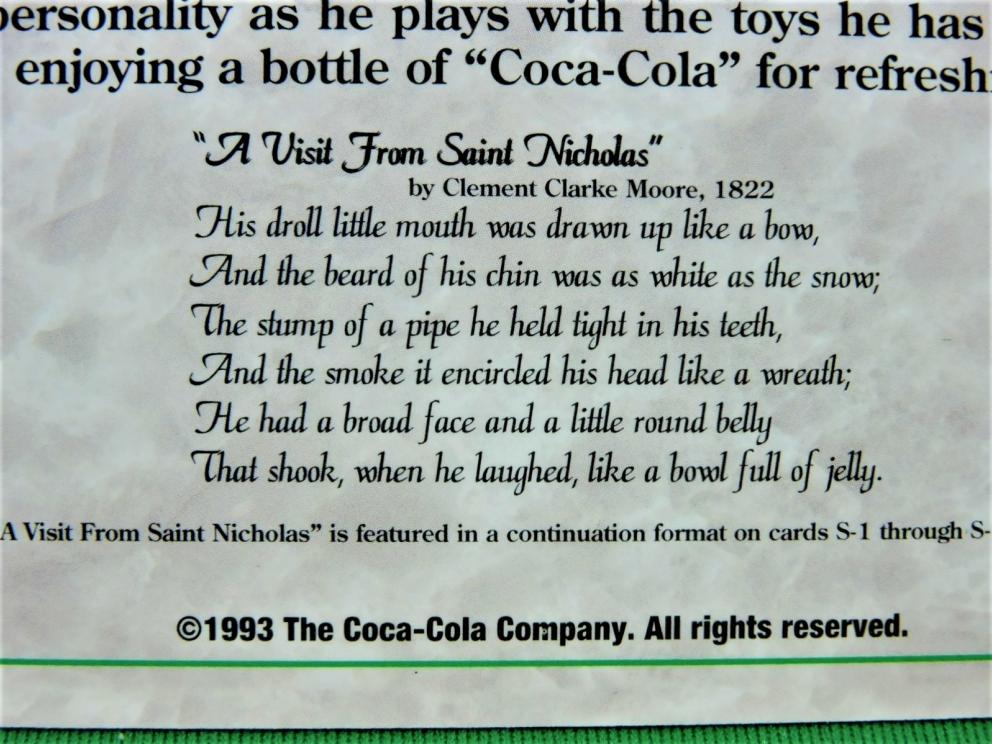 personality as he plays with the toys he has
enjoying a bottle of “Coca-Cola” for refresh
"A Visit From Saint Nicholas"
by Clement Clarke Moore, 1822
His droll little mouth was drawn up like a bow,
And the beard of his chin was as white as the snow;
The stump of a pipe he held tight in his teeth,
And the smoke it encircled his head like a wreath;
He had a broad face and a little round belly
That shook, when he laughed, like a bowl full of jelly.
A Visit From Saint Nicholas” is featured in a continuation format on cards S-1 through S-
©1993 The Coca-Cola Company. All rights reserved.